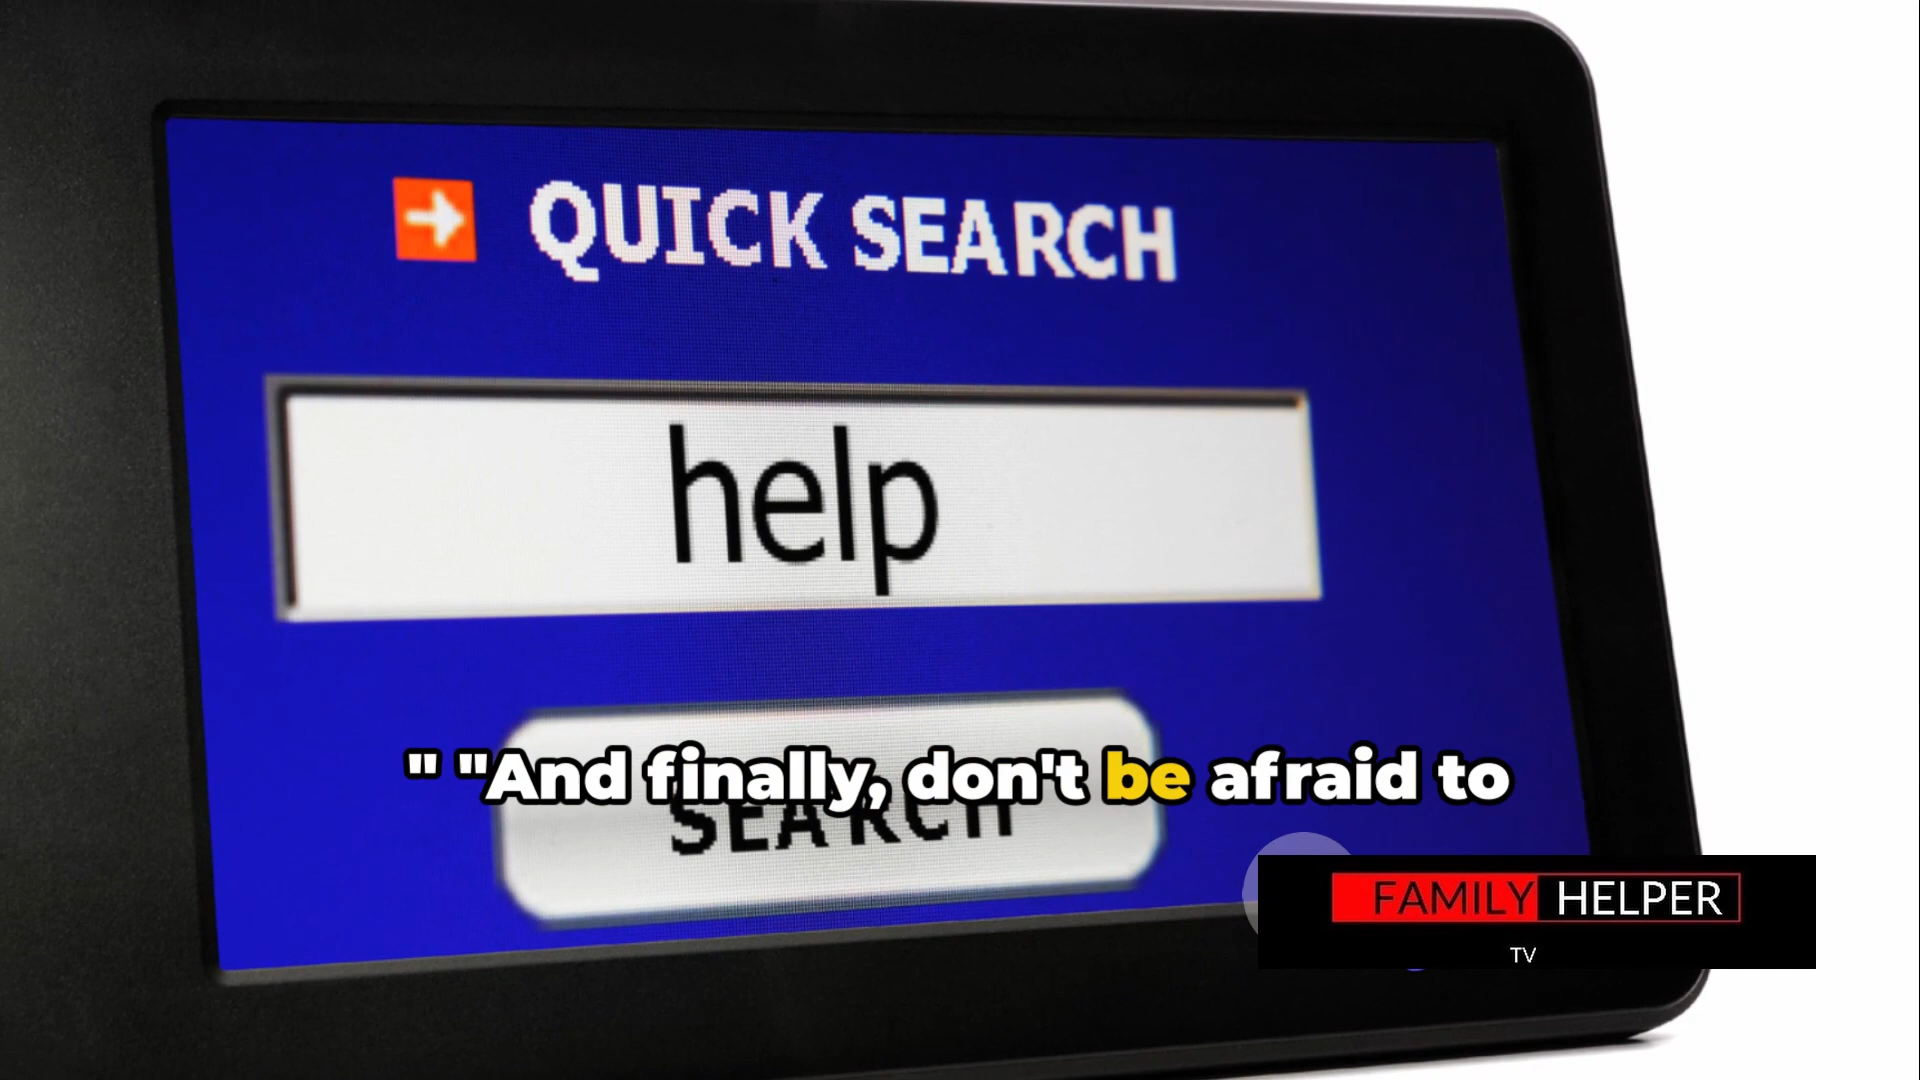 QUICK SEARCH
help
SEARCH
" "And finally, don't be afraid to
FAMILY HELPER
TV